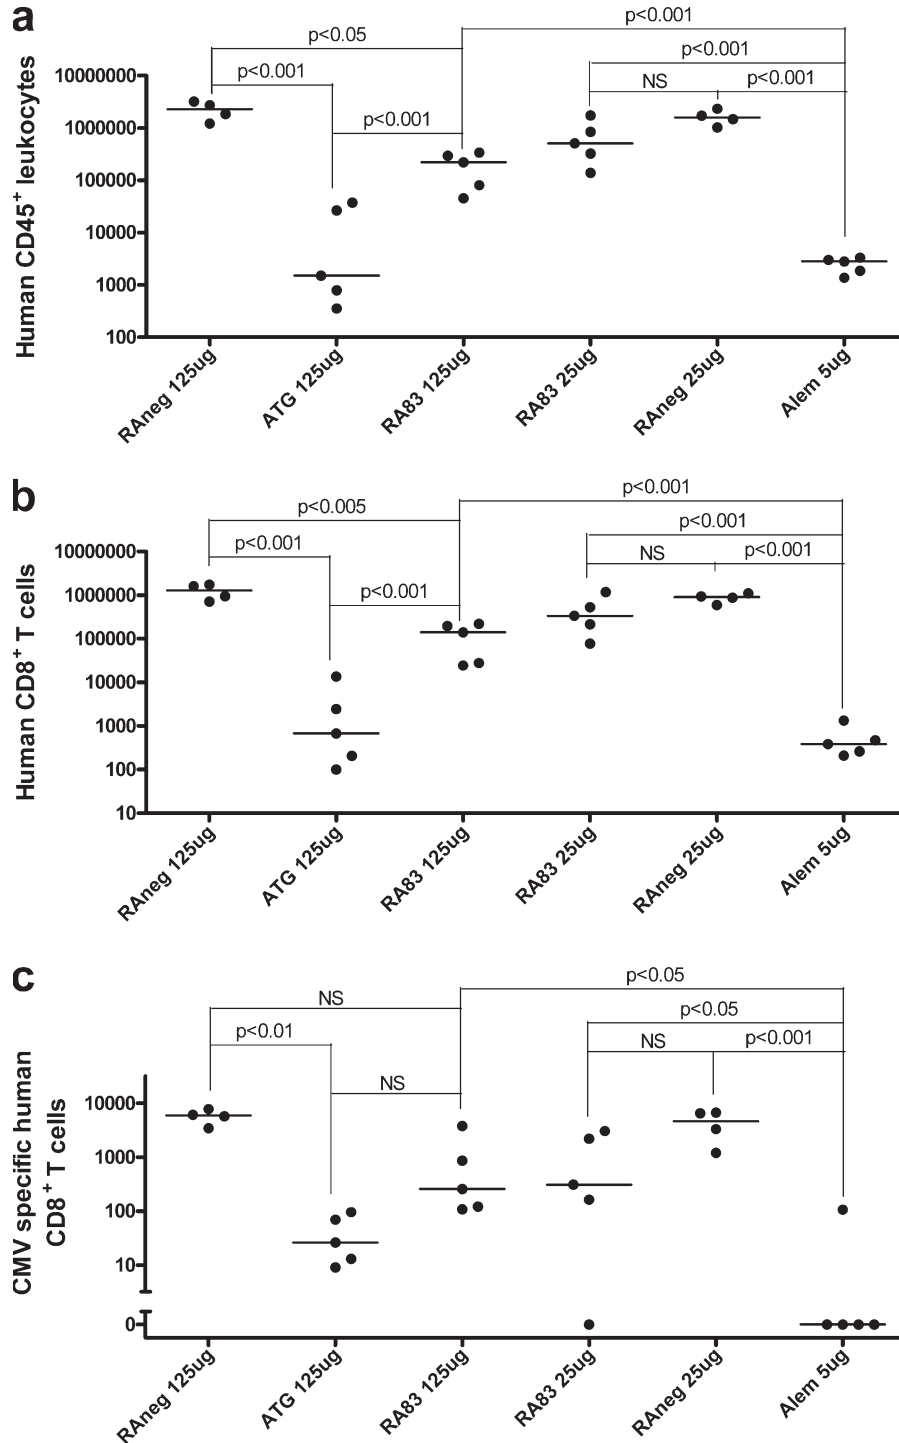 a
p<0.001
p<0.05
p<0.001
p<0.001
NS
p<0.001
p<0.001
Human CD45+ leukocytes
10000000
1000000
100000
10000
1000
100
RAneg 125ug
ATG 125ug
RA83 125ug
RA83 25ug
RAneg 25ug
Alem 5ug
b
p<0.001
p<0.005
p<0.001
p<0.001
NS
p<0.001
p<0.001
Human CD8+ T cells
10000000
1000000
100000
10000
1000
100
10
RAneg 125ug
ATG 125ug
RA83 125ug
RA83 25ug
RAneg 25ug
Alem 5ug
c
p<0.05
NS
p<0.05
p<0.01
NS
p<0.001
NS
CMV specific human
CD8+ T cells
10000
1000
100
10
0
RAneg 125ug
ATG 125ug
RA83 125ug
RA83 25ug
RAneg 25ug
Alem 5ug